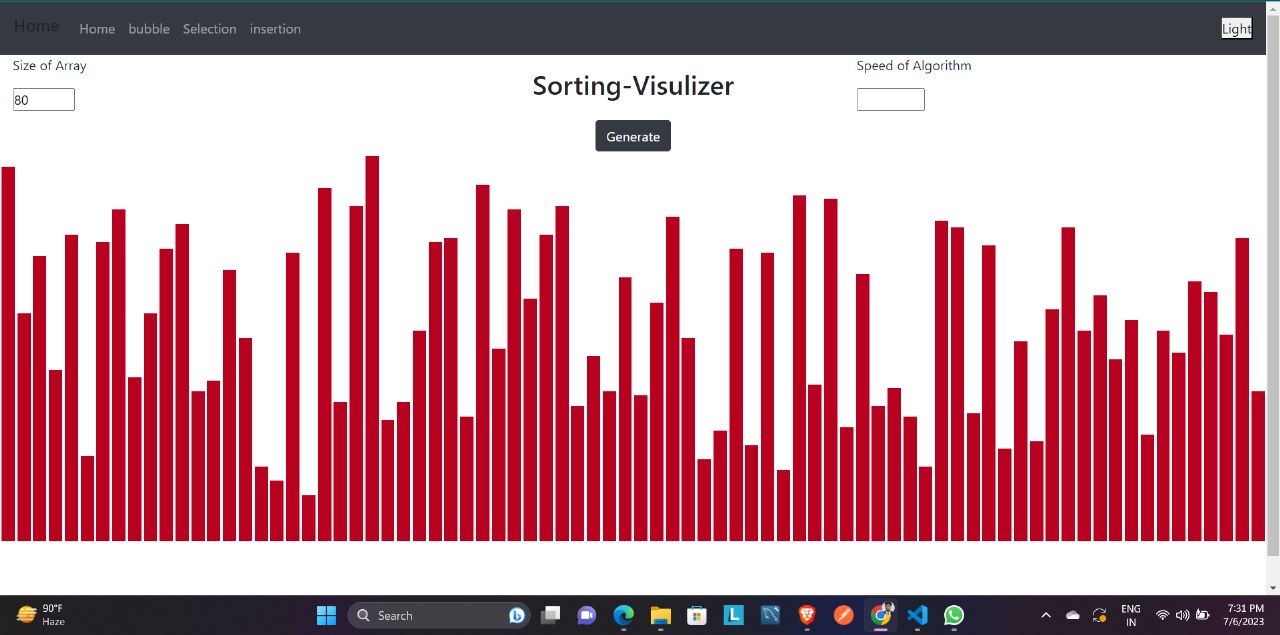 Home Home bubble Selection insertion Light
Size of Array
Speed of Algorithm
Sorting-Visulizer
80
Generate
90°F
Haze
Search
L
ENG
IN
7:31 PM
7/6/2023